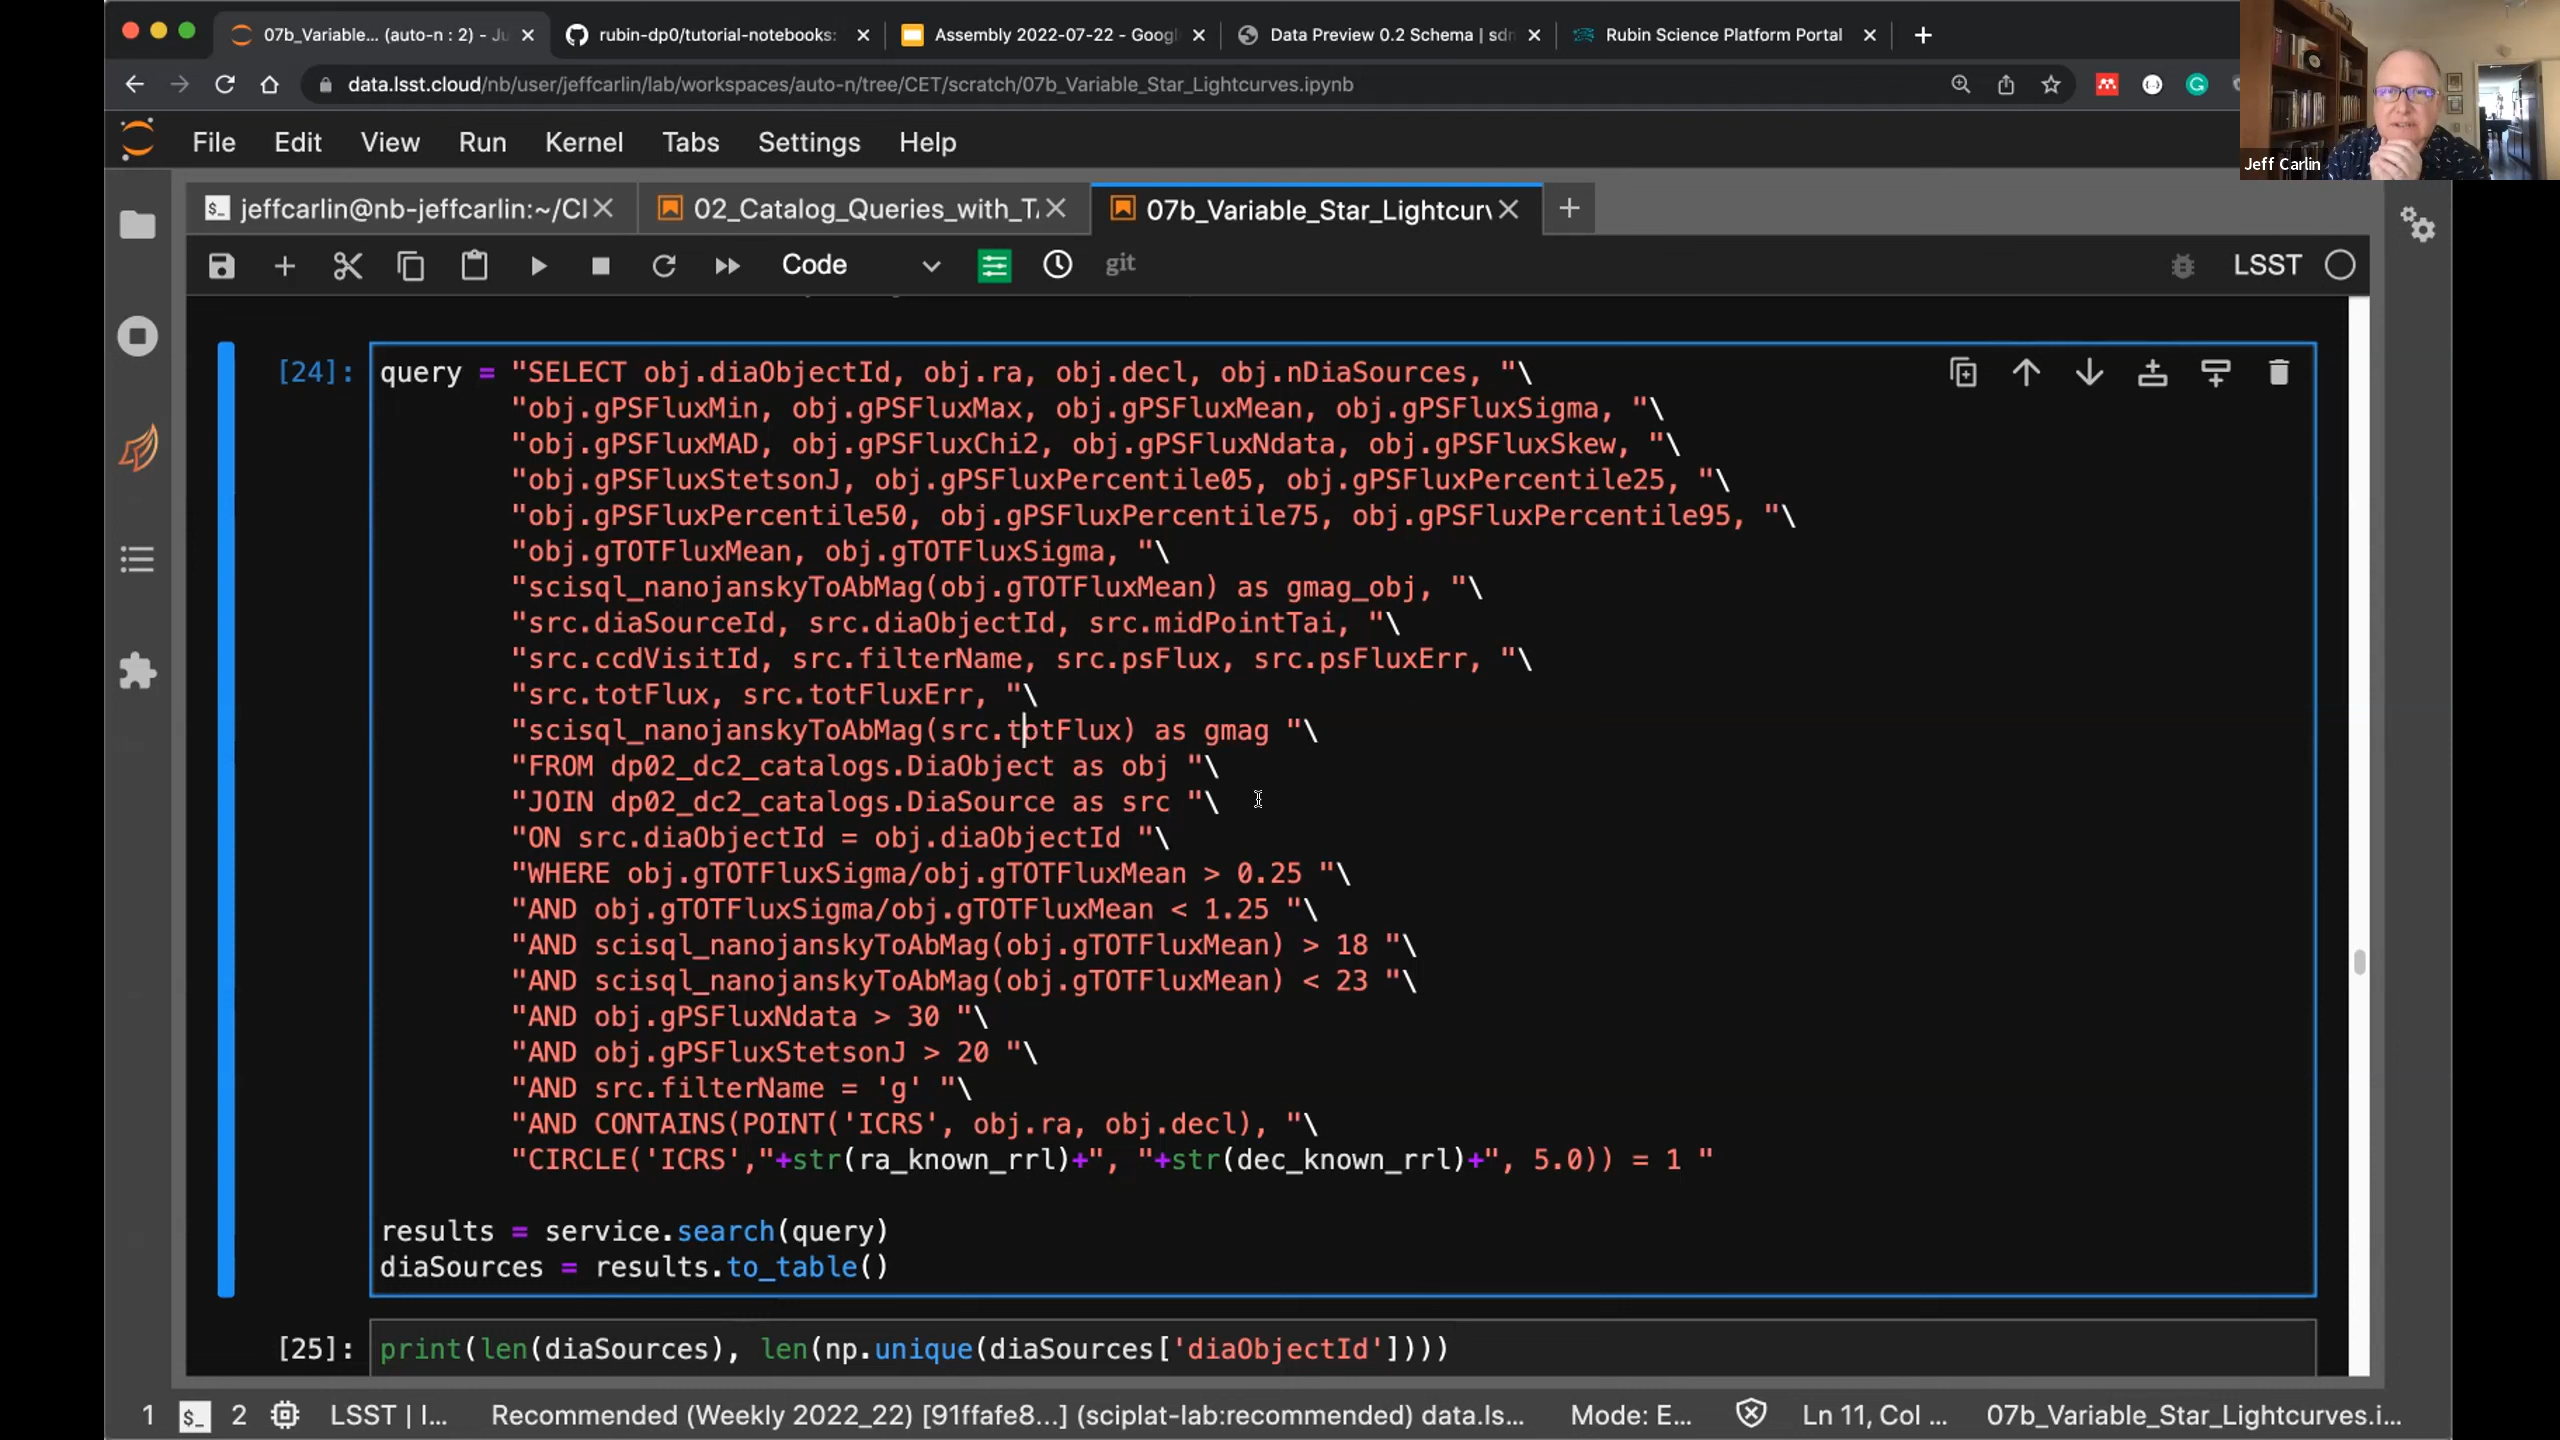 07b_Variable... (auto-n : 2) - Ju
rubin-dp0/tutorial-notebooks:
Assembly 2022-07-22 - Googl
Data Preview 0.2 Schema | sdm
Rubin Science Platform Portal
data.lsst.cloud/nb/user/jeffcarlin/lab/workspaces/auto-n/tree/CET/scratch/07b_Variable_Star_Lightcurves.ipynb
Jeff Carlin
File Edit View Run Kernel Tabs Settings Help
jeffcarlin@nb-jeffcarlin:~/CI
02_Catalog_Queries_with_T
07b_Variable_Star_Lightcurv
Code
git
LSST
[24]: query = "SELECT obj.diaObjectId, obj.ra, obj.decl, obj.nDiaSources, "\
"obj.gPSFluxMin, obj.gPSFluxMax, obj.gPSFluxMean, obj.gPSFluxSigma, "\
"obj.gPSFluxMAD, obj.gPSFluxChi2, obj.gPSFluxNdata, obj.gPSFluxSkew, "\
"obj.gPSFluxStetsonJ, obj.gPSFluxPercentile05, obj.gPSFluxPercentile25, "\
"obj.gPSFluxPercentile50, obj.gPSFluxPercentile75, obj.gPSFluxPercentile95, "\
"obj.gTOTFluxMean, obj.gTOTFluxSigma, "\
"scisql_nanojanskyToAbMag(obj.gTOTFluxMean) as gmag_obj, "\
"src.diaSourceId, src.diaObjectId, src.midPointTai, "\
"src.ccdVisitId, src.filterName, src.psFlux, src.psFluxErr, "\
"src.totFlux, src.totFluxErr, "\
"scisql_nanojanskyToAbMag(src.totFlux) as gmag "\
"FROM dp02_dc2_catalogs.DiaObject as obj "\
"JOIN dp02_dc2_catalogs.DiaSource as src "\
"ON src.diaObjectId = obj.diaObjectId "\
"WHERE obj.gTOTFluxSigma/obj.gTOTFluxMean > 0.25 "\
"AND obj.gTOTFluxSigma/obj.gTOTFluxMean < 1.25 "\
"AND scisql_nanojanskyToAbMag(obj.gTOTFluxMean) > 18 "\
"AND scisql_nanojanskyToAbMag(obj.gTOTFluxMean) < 23 "\
"AND obj.gPSFluxNdata > 30 "\
"AND obj.gPSFluxStetsonJ > 20 "\
"AND src.filterName = 'g' "\
"AND CONTAINS(POINT('ICRS', obj.ra, obj.decl), "\
"CIRCLE('ICRS',"+str(ra_known_rrl)+", "+str(dec_known_rrl)+", 5.0)) = 1 "
results = service.search(query)
diaSources = results.to_table()
[25]: print(len(diaSources), len(np.unique(diaSources['diaObjectId'])))
1 $_ 2 LSST | I... Recommended (Weekly 2022_22) [91ffafe8...] (sciplat-lab:recommended) data.ls... Mode: E... Ln 11, Col ... 07b_Variable_Star_Lightcurves.i...